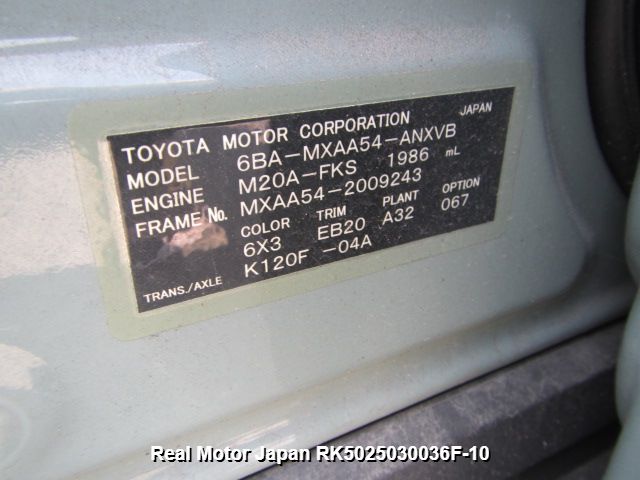 TOYOTA MOTOR CORPORATION JAPAN
MODEL 6BA-MXAA54-ANXVB
ENGINE M20A-FKS 1986 mL
FRAME No. MXAA54-2009243
COLOR TRIM PLANT OPTION
6X3 EB20 A32 067
TRANS./AXLE K120F -04A
Real Motor Japan RK5025030036F-10